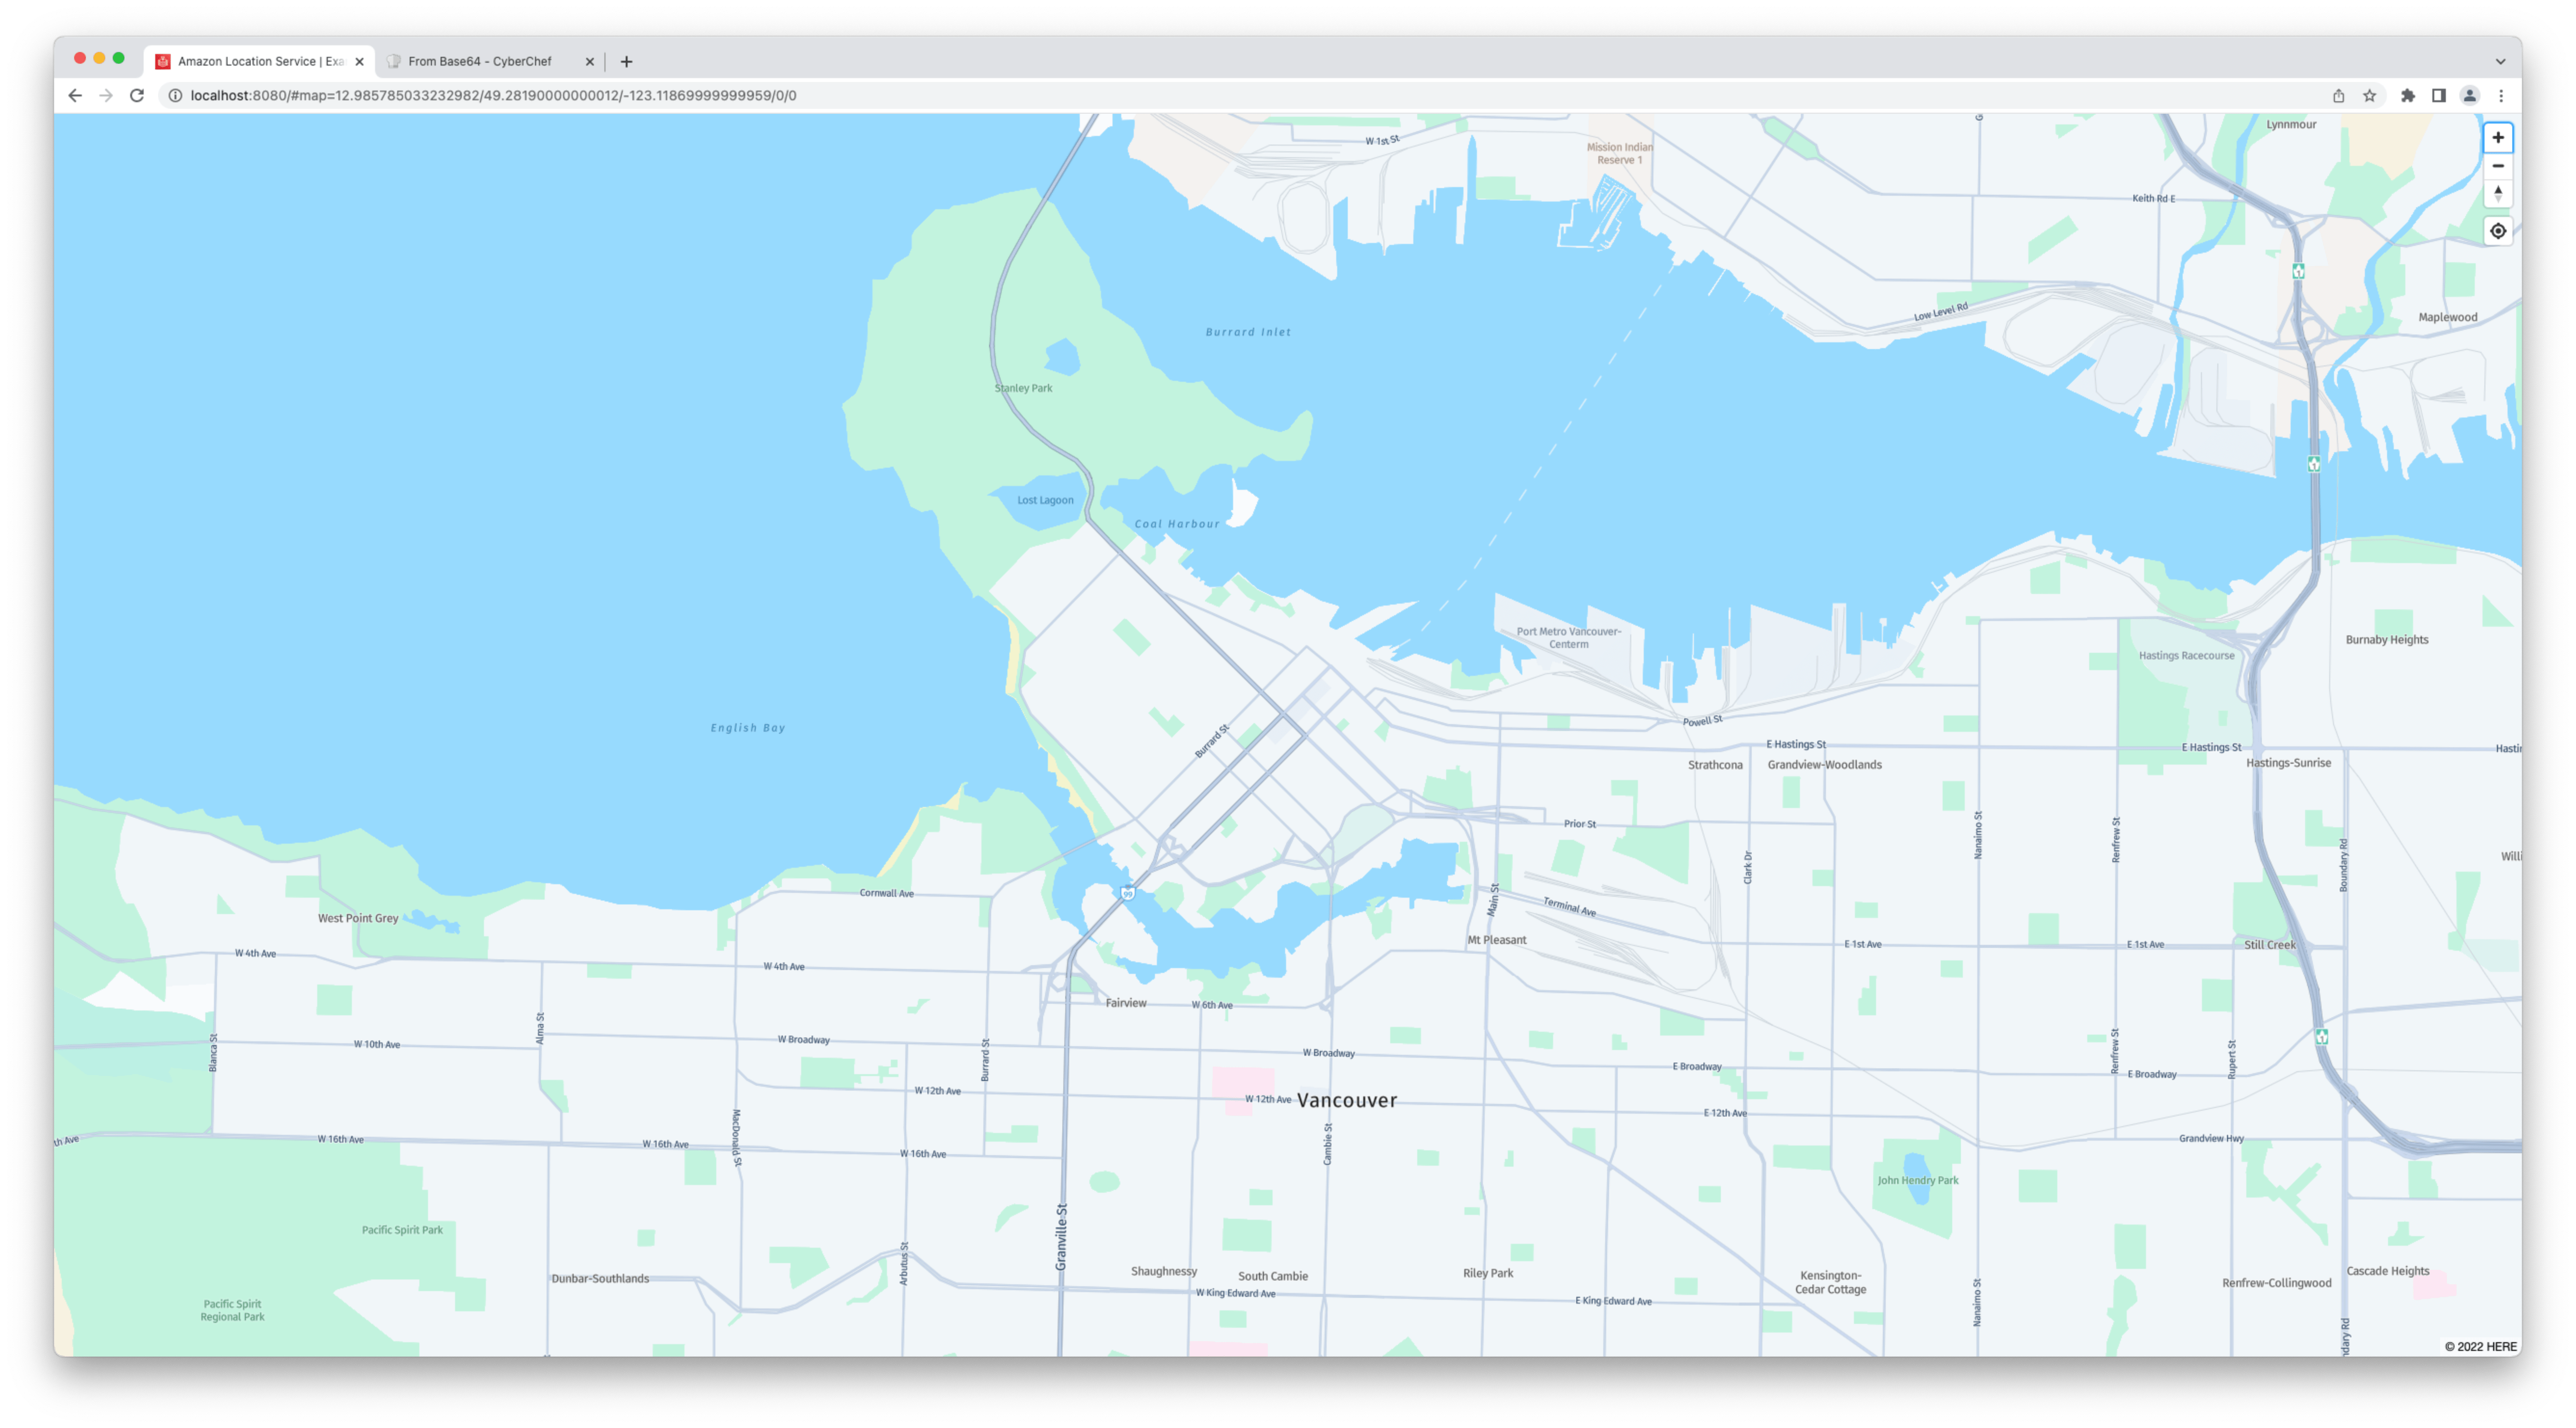 Amazon Location Service | Exa
From Base64 - CyberChef
localhost:8080/#map=12.985785033232982/49.28190000000012/-123.11869999999959/0/0
Lynnmour
W 1st St
Mission Indian
Reserve 1
Keith Rd E
1
Low Level Rd
Maplewood
Burrard Inlet
Stanley Park
1
Lost Lagoon
Coal Harbour
Port Metro Vancouver-
Centerm
Burnaby Heights
Hastings Racecourse
English Bay
Burrard St
Powell St
E Hastings St
E Hastings St
Hastin
Strathcona
Grandview-Woodlands
Hastings-Sunrise
Prior St
Nanaimo St
Renfrew St
Willi
Boundary Rd
Clark Dr
Cornwall Ave
99
Main St
Terminal Ave
West Point Grey
Mt Pleasant
E 1st Ave
E 1st Ave
Still Creek
W 4th Ave
W 4th Ave
Fairview
W 6th Ave
Alma St
Blanca St
W 10th Ave
W Broadway
Burrard St
W Broadway
1
Renfrew St
Rupert St
E Broadway
E Broadway
W 12th Ave
W 12th Ave
Vancouver
E 12th Ave
MacDonald St
Cambie St
th Ave
W 16th Ave
W 16th Ave
W 16th Ave
Grandview Hwy
John Hendry Park
Pacific Spirit Park
Granville St
Arbutus St
Dunbar-Southlands
Shaughnessy
South Cambie
Riley Park
Kensington-
Cedar Cottage
Renfrew-Collingwood
Cascade Heights
W King Edward Ave
E King Edward Ave
Nanaimo St
Pacific Spirit
Regional Park
ndary Rd
© 2022 HERE